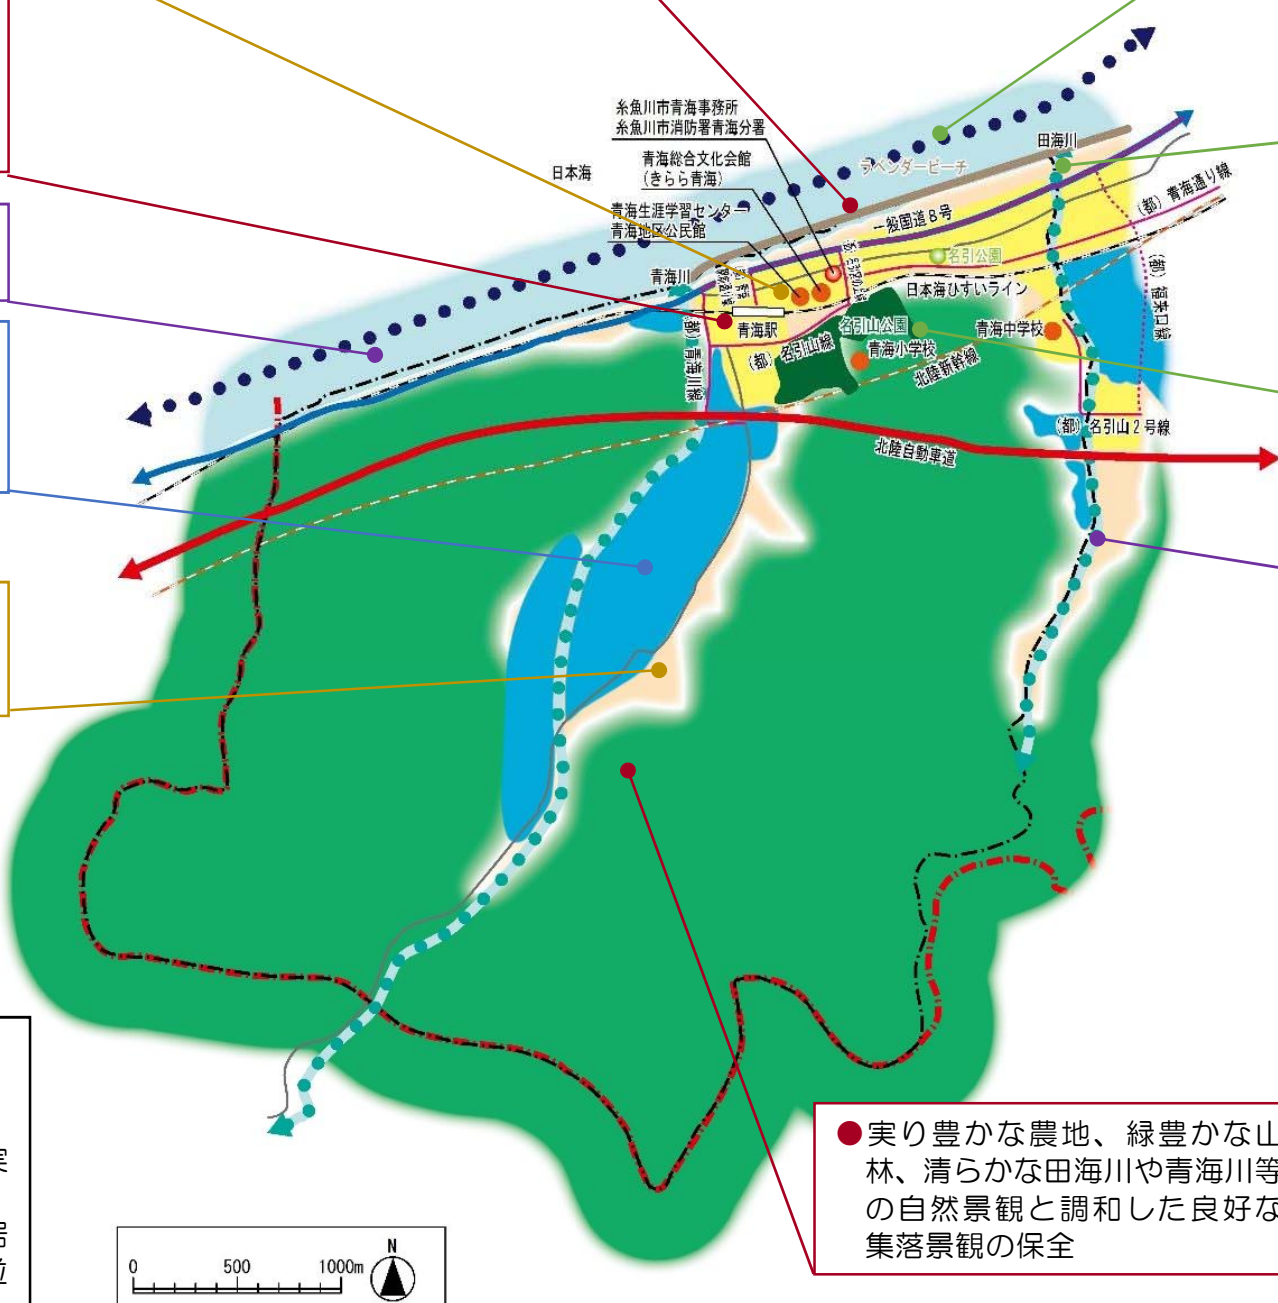 糸魚川市青海事務所
糸魚川市消防署青海分署
青海総合文化会館
(きらら青海)
日本海
青海生涯学習センター
青海地区公民館
ラベンダービーチ
田海川
一般国道8号
(都)青海通り線
青海川
名引公園
日本海ひすいライン
青海駅
名引山公園
青海中学校
(都)名引山線
青海小学校
北陸新幹線
(都)青海川線
(都)名引山2号線
北陸自動車道
●実り豊かな農地、緑豊かな山
林、清らかな田海川や青海川等
の自然景観と調和した良好な
集落景観の保全
実
0 500 1000m
N